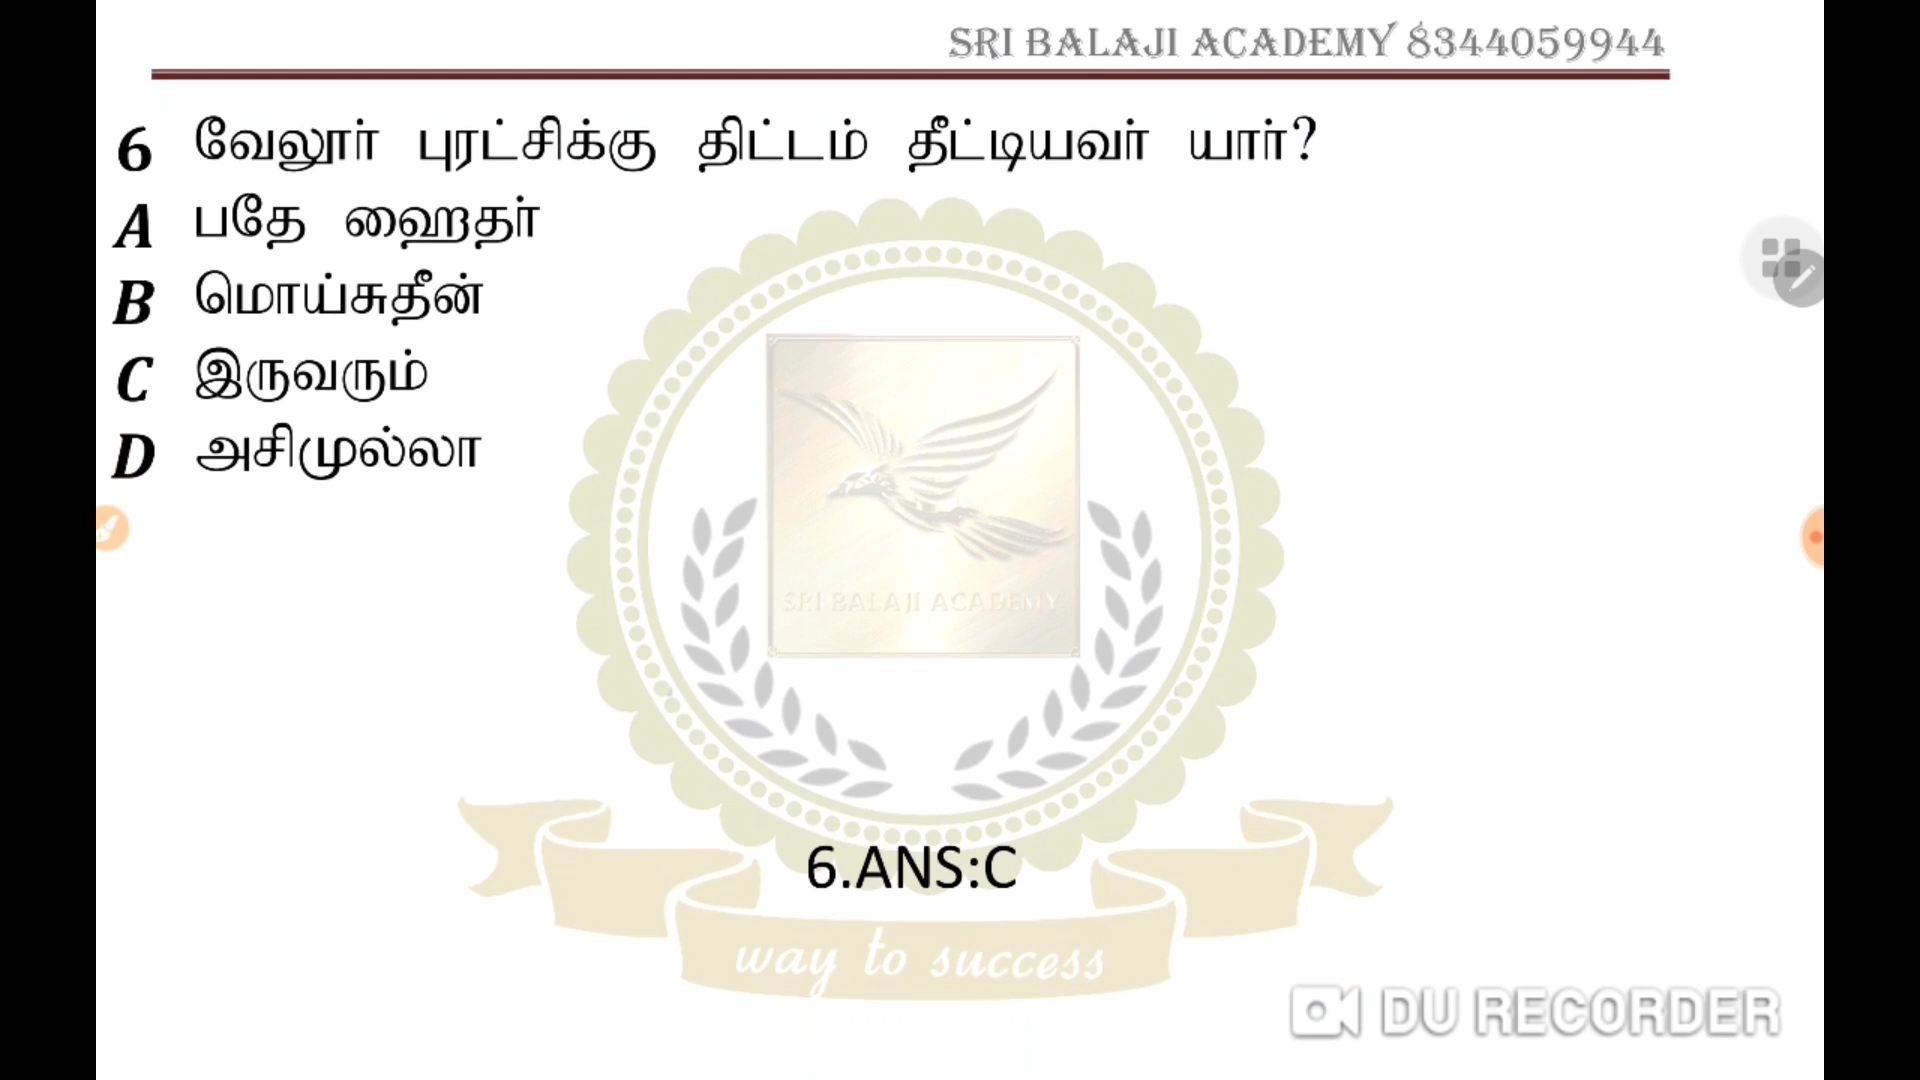 SRI BALAJI ACADEMY 8344059944
6 வேலூர் புரட்சிக்கு திட்டம் தீட்டியவர் யார்?
A பதே ஹைதர்
B மொய்சுதீன்
C இருவரும்
D அசிமுல்லா
SRI BALAJI ACADEMY
6.ANS:C
way to success
DU RECORDER